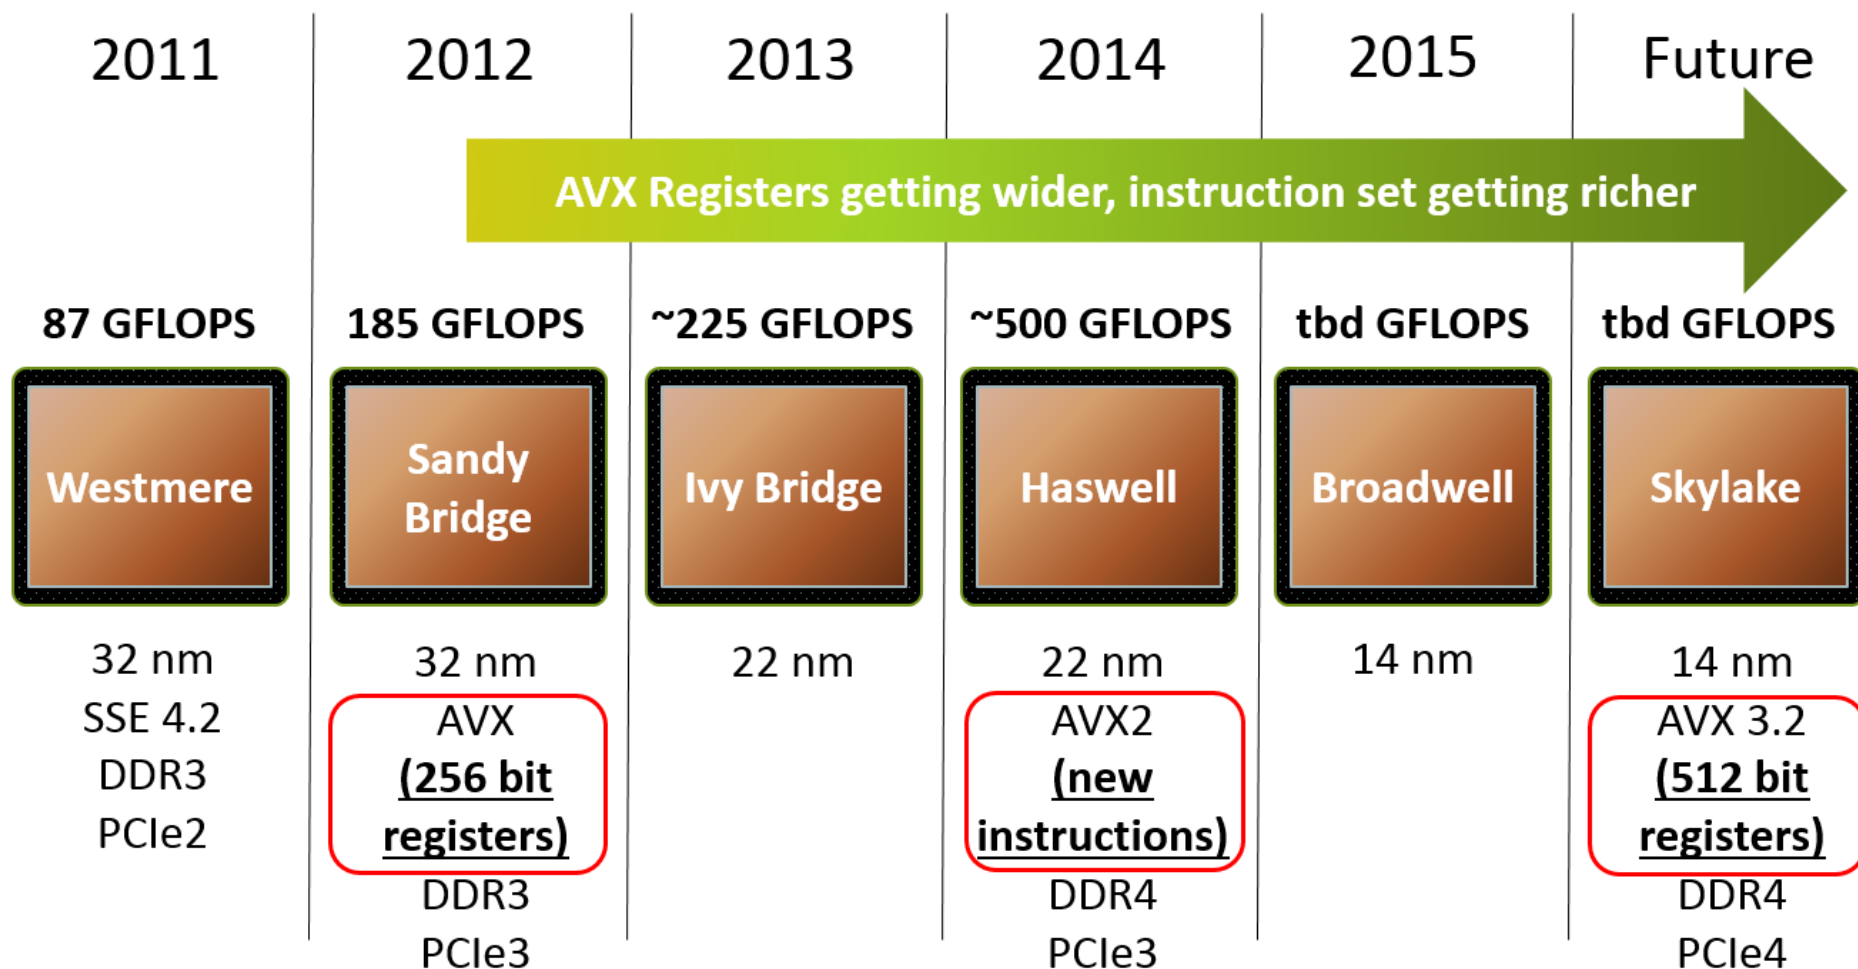 2011
2012
2013
2014
2015
Future
AVX Registers getting wider, instruction set getting richer
87 GFLOPS
185 GFLOPS
~225 GFLOPS
~500 GFLOPS
tbd GFLOPS
tbd GFLOPS
Westmere
Sandy
Bridge
Ivy Bridge
Haswell
Broadwell
Skylake
32 nm
SSE 4.2
DDR3
PCIe2
32 nm
AVX
(256 bit
registers)
DDR3
PCIe3
22 nm
22 nm
AVX2
(new
instructions)
DDR4
PCIe3
14 nm
14 nm
AVX 3.2
(512 bit
registers)
DDR4
PCIe4